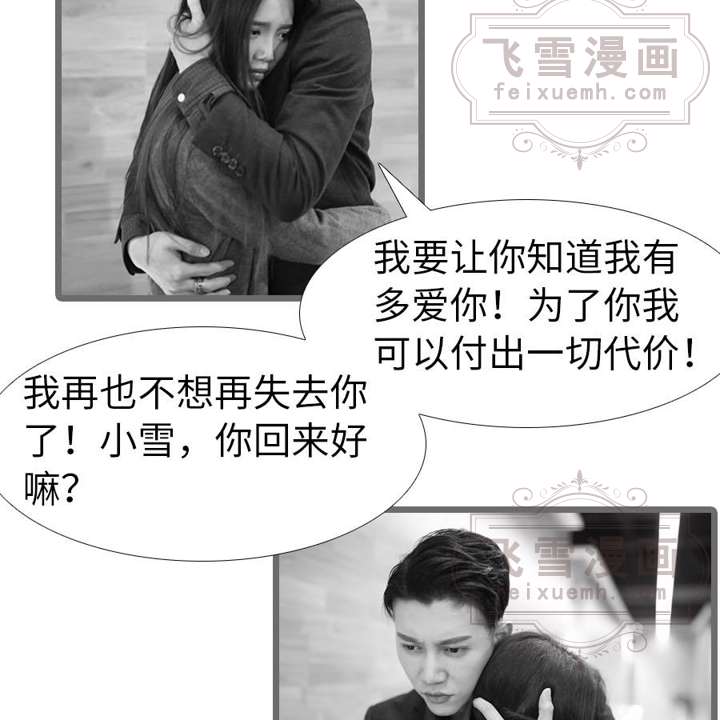 飞雪漫画
feixuemh.com
我要让你知道我有
多爱你！为了你我
可以付出一切代价！
我再也不想再失去你
了！小雪，你回来好
嘛？
飞雪漫画
feixuemh.com